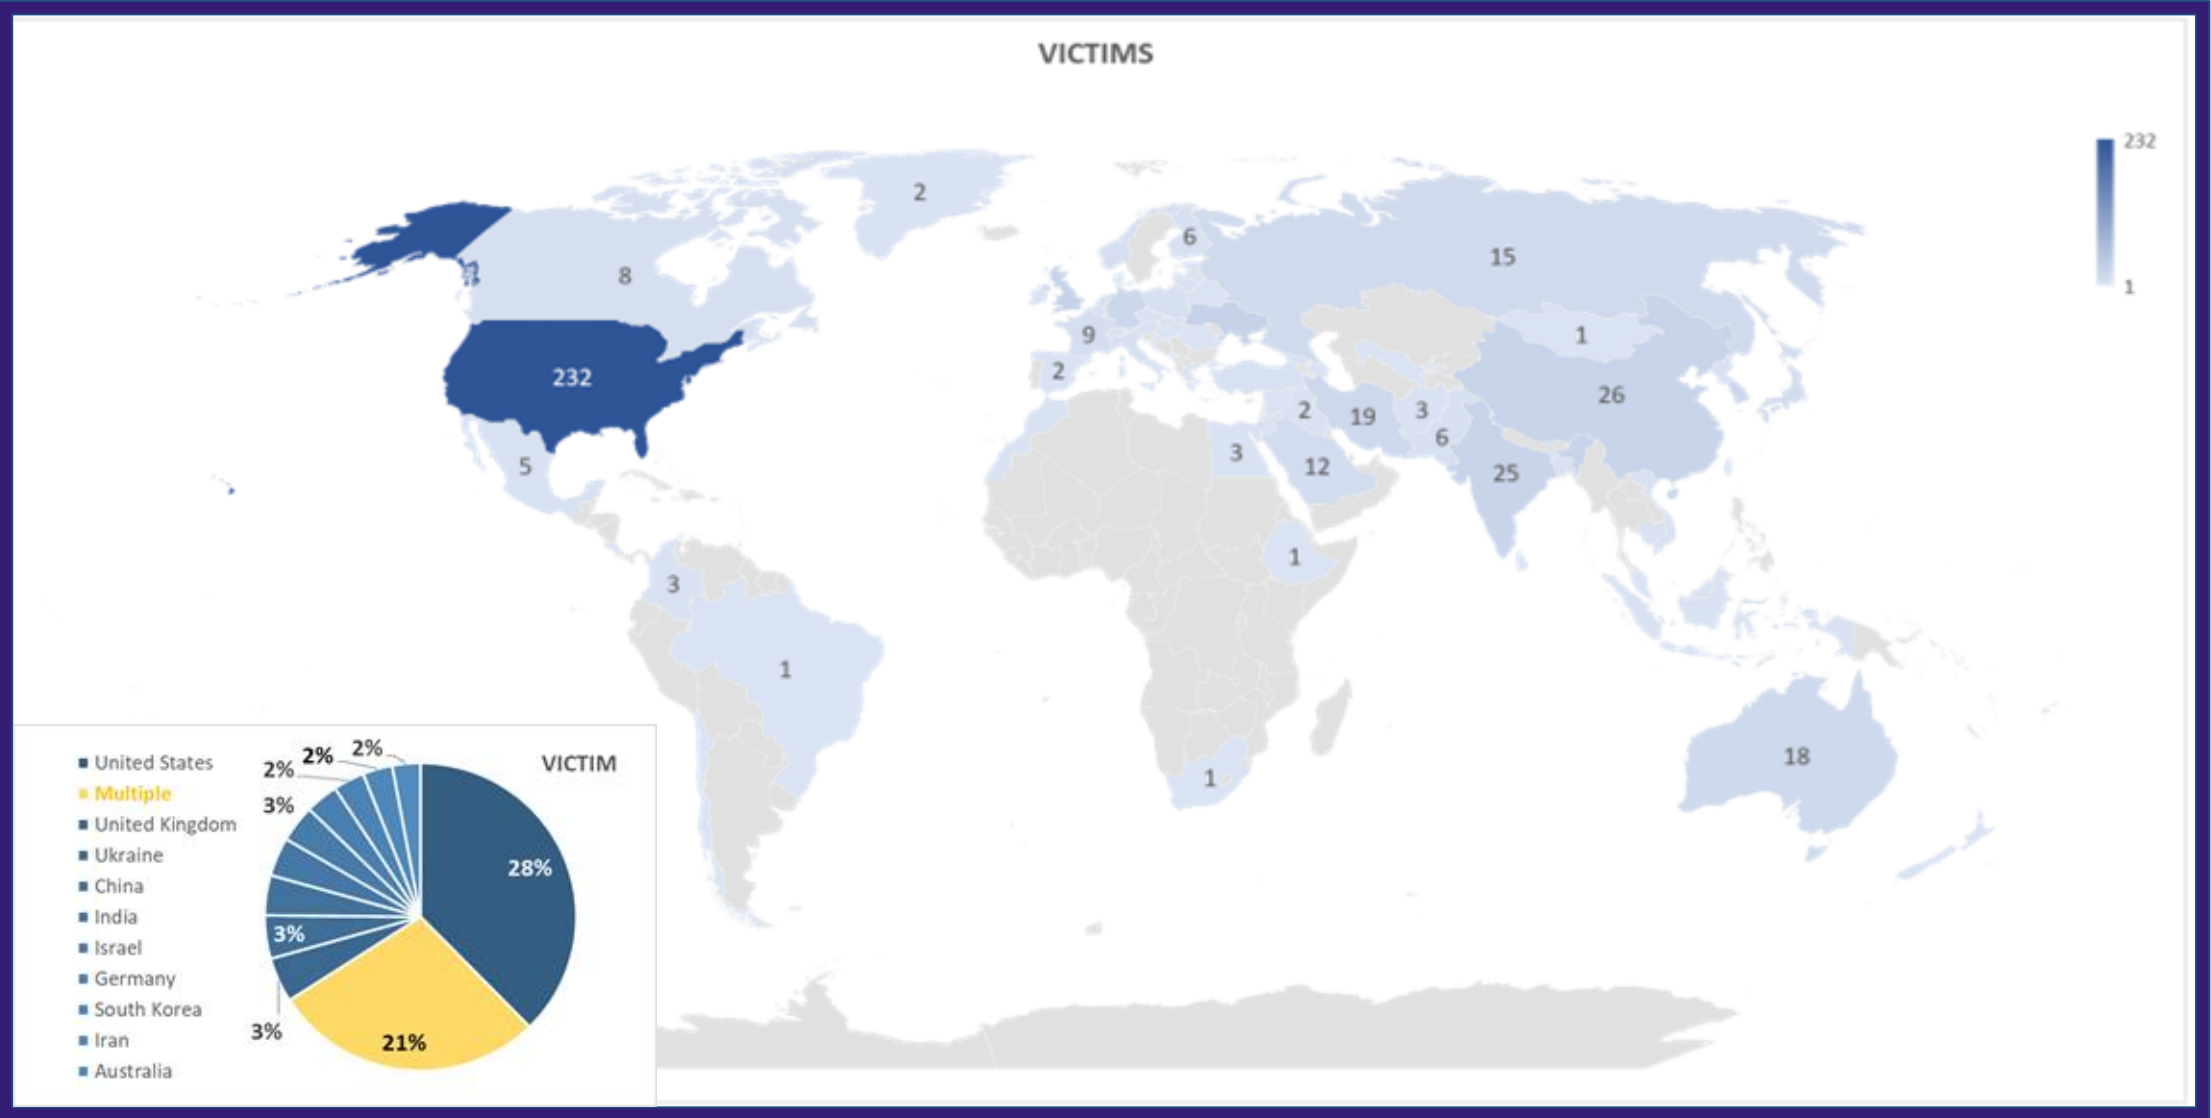 VICTIMS
232
1
2
6
15
8
9
1
232
2
26
2
19
3
6
5
3
12
25
1
3
1
18
1
VICTIM
United States
Multiple
United Kingdom
Ukraine
China
India
Israel
Germany
South Korea
Iran
Australia
2%
2%
2%
3%
28%
3%
3%
21%